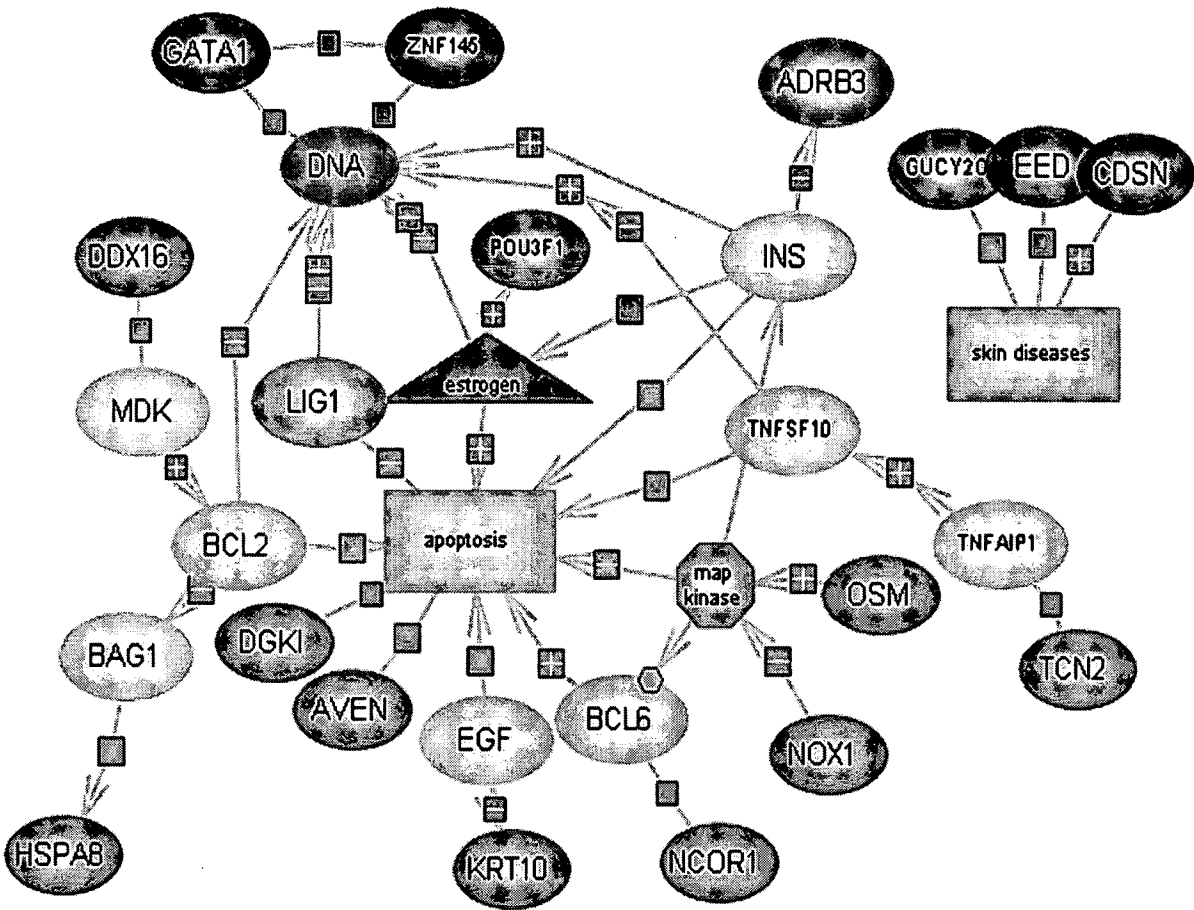 GATA1
ZNF145
ADRB3
DNA
GUCY2C
EED
CDSN
DDX16
POU3F1
INS
skin diseases
MDK
LIG1
estrogen
TNFSF10
BCL2
apoptosis
TNFAIP1
map
kinase
OSM
BAG1
DGKI
TCN2
AVEN
EGF
BCL6
NOX1
HSPA8
KRT10
NCOR1